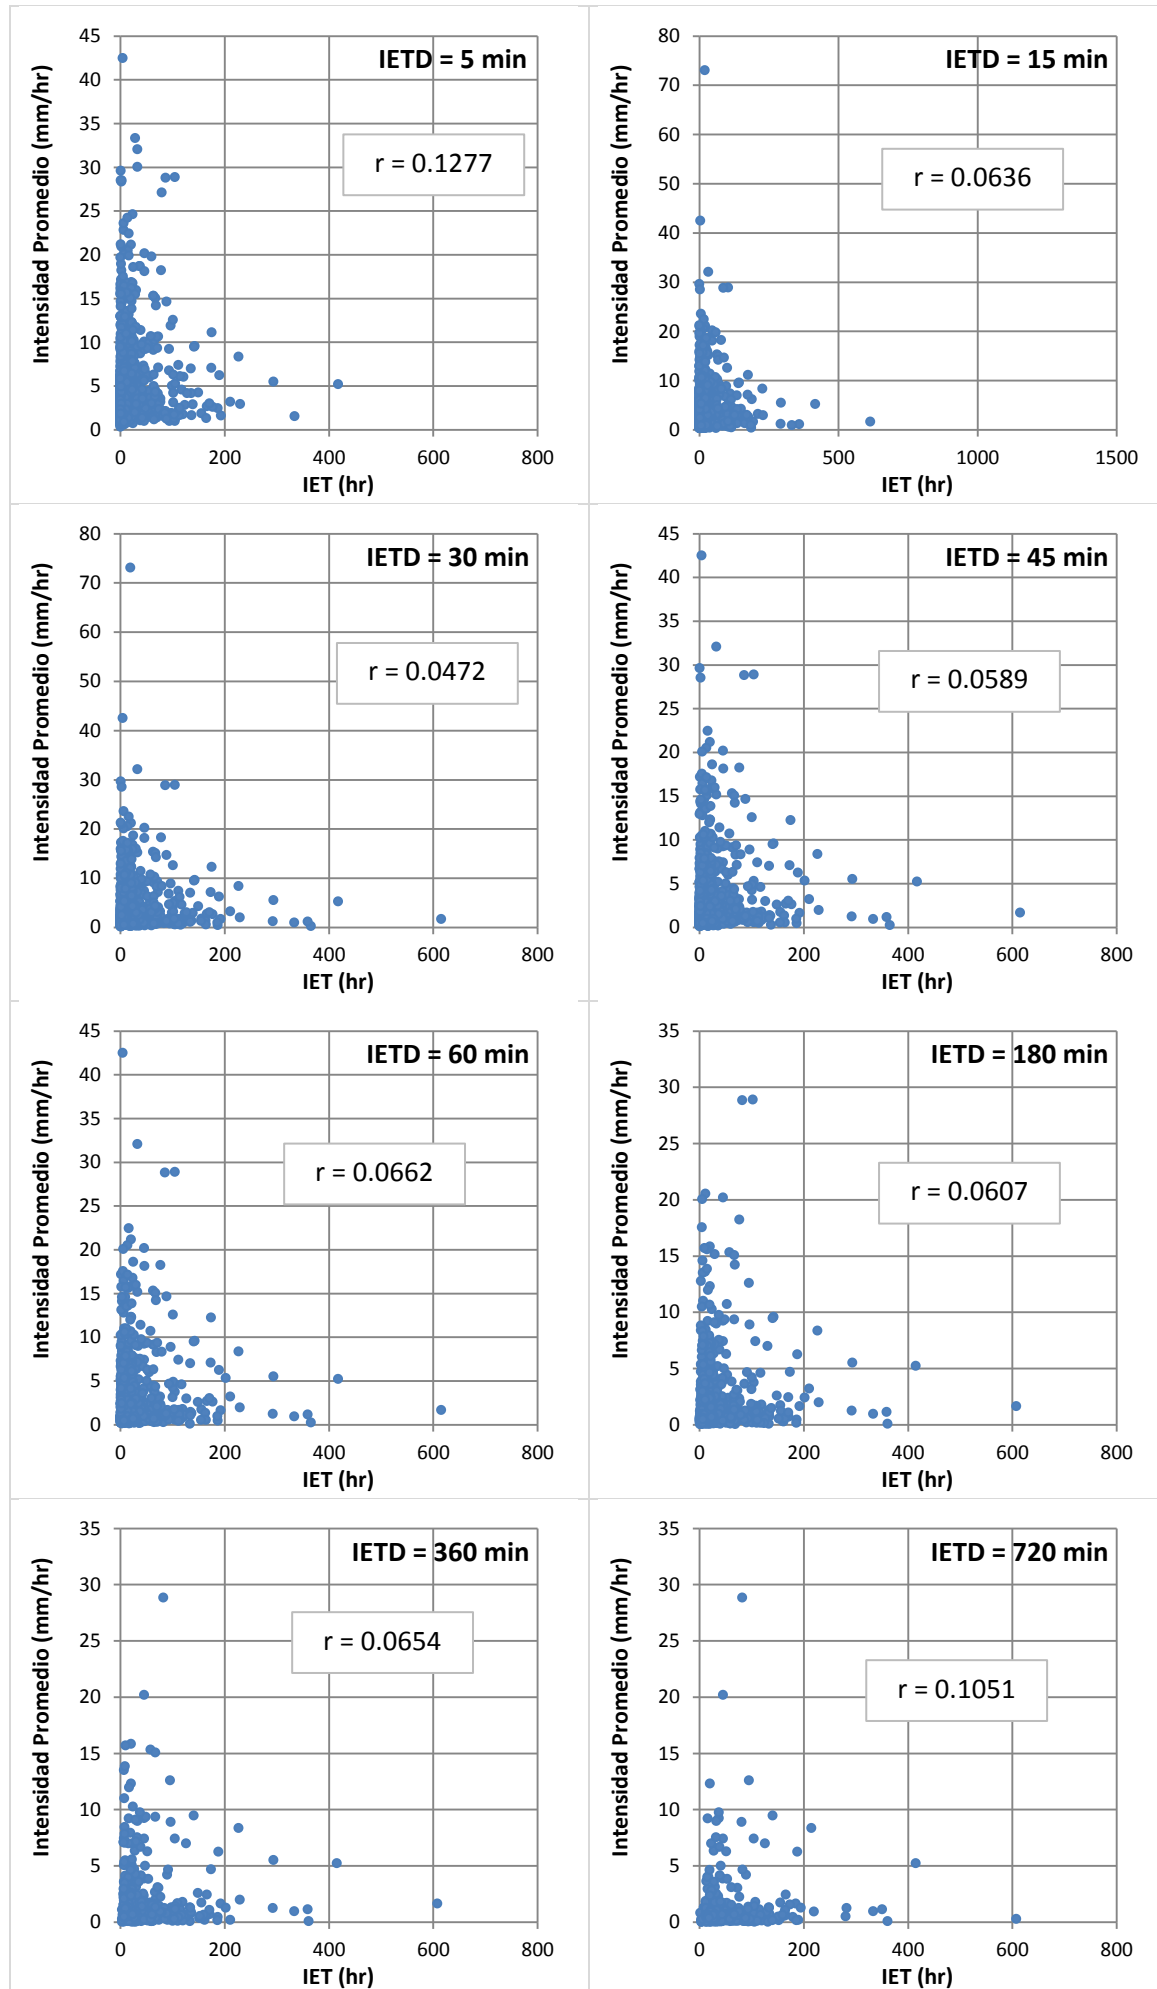 IETD = 5 min
r = 0.1277
Intensidad Promedio (mm/hr)
45
40
35
30
25
20
15
10
5
0
0 200 400 600 800
IET (hr)
IETD = 15 min
r = 0.0636
Intensidad Promedio (mm/hr)
80
70
60
50
40
30
20
10
0
0 500 1000 1500
IET (hr)
IETD = 30 min
r = 0.0472
Intensidad Promedio (mm/hr)
80
70
60
50
40
30
20
10
0
0 200 400 600 800
IET (hr)
IETD = 45 min
r = 0.0589
Intensidad Promedio (mm/hr)
45
40
35
30
25
20
15
10
5
0
0 200 400 600 800
IET (hr)
IETD = 60 min
r = 0.0662
Intensidad Promedio (mm/hr)
45
40
35
30
25
20
15
10
5
0
0 200 400 600 800
IET (hr)
IETD = 180 min
r = 0.0607
Intensidad Promedio (mm/hr)
35
30
25
20
15
10
5
0
0 200 400 600 800
IET (hr)
IETD = 360 min
r = 0.0654
Intensidad Promedio (mm/hr)
35
30
25
20
15
10
5
0
0 200 400 600 800
IET (hr)
IETD = 720 min
r = 0.1051
Intensidad Promedio (mm/hr)
35
30
25
20
15
10
5
0
0 200 400 600 800
IET (hr)